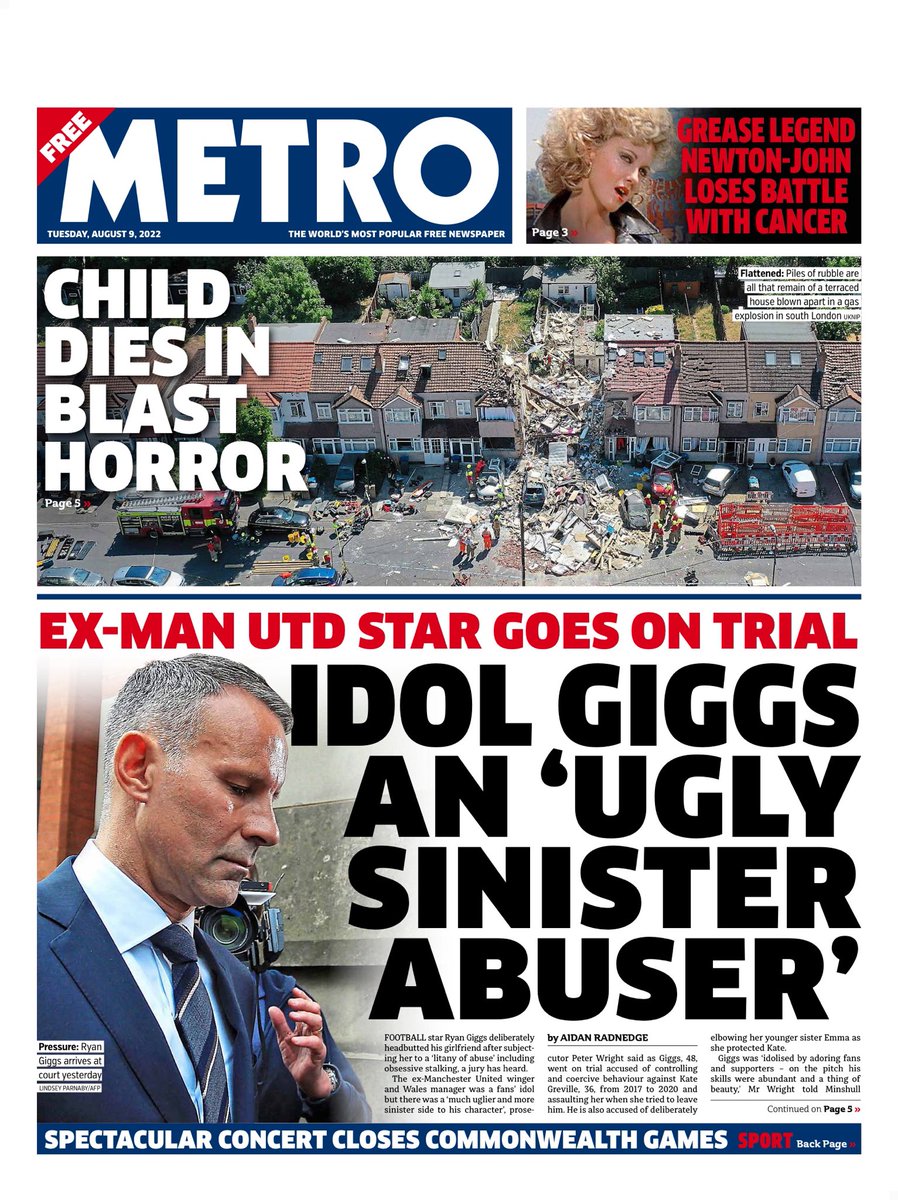 FREE
METRO
TUESDAY, AUGUST 9, 2022
THE WORLD'S MOST POPULAR FREE NEWSPAPER
GREASE LEGEND
NEWTON-JOHN
LOSES BATTLE
WITH CANCER
Page 3 »
CHILD
DIES IN
BLAST
HORROR
Page 5 »
Flattened: Piles of rubble are
all that remain of a terraced
house blown apart in a gas
explosion in south London UKNIP
EX-MAN UTD STAR GOES ON TRIAL
IDOL GIGGS
AN ‘UGLY
SINISTER
ABUSER’
Pressure: Ryan
Giggs arrives at
court yesterday
LINDSEY PARNABY/AFP
FOOTBALL star Ryan Giggs deliberately
headbutted his girlfriend after subject-
ing her to a ‘litany of abuse’ including
obsessive stalking, a jury has heard.
The ex-Manchester United winger
and Wales manager was a fans’ idol
but there was a ‘much uglier and more
sinister side to his character’, prose-
by AIDAN RADNEDGE
cutor Peter Wright said as Giggs, 48,
went on trial accused of controlling
and coercive behaviour against Kate
Greville, 36, from 2017 to 2020 and
assaulting her when she tried to leave
him. He is also accused of deliberately
elbowing her younger sister Emma as
she protected Kate.
Giggs was ‘idolised by adoring fans
and supporters – on the pitch his
skills were abundant and a thing of
beauty,’ Mr Wright told Minshull
Continued on Page 5 »
SPECTACULAR CONCERT CLOSES COMMONWEALTH GAMES SPORT Back Page »